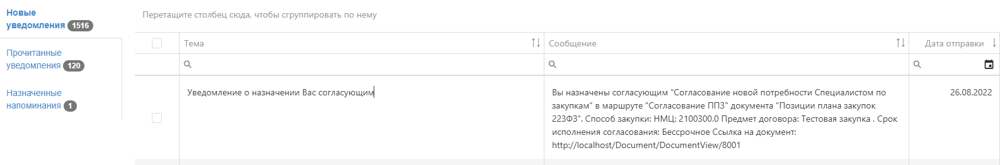 Новые
уведомления 1516
Прочитанные
уведомления 120
Назначенные
напоминания 1
Перетащите столбец сюда, чтобы сгруппировать по нему
Тема
Сообщение
Дата отправки
Уведомление о назначении Вас согласующим
Вы назначены согласующим "Согласование новой потребности Специалистом по
закупкам" в маршруте "Согласование ППЗ" документа "Позиции плана закупок
223ФЗ". Способ закупки: НМЦ: 2100300.0 Предмет договора: Тестовая закупка . Срок
исполнения согласования: Бессрочное Ссылка на документ:
http://localhost/Document/DocumentView/8001
26.08.2022